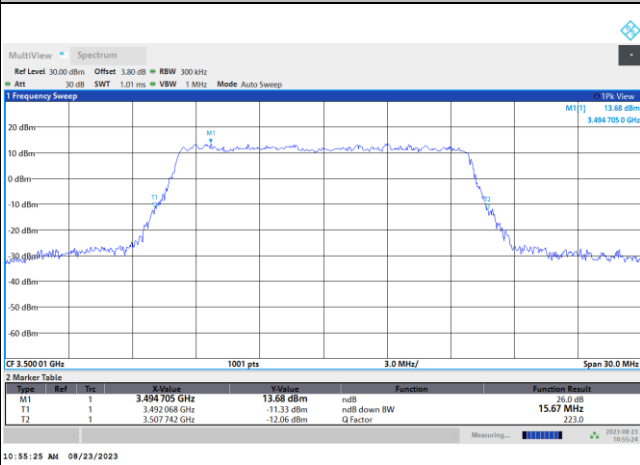 MultiView Spectrum
Ref Level 30.00 dBm Offset 3.80 dB RBW 300 kHz
Att 30 dB SWT 1.01 ms VBW 1 MHz Mode Auto Sweep
1 Frequency Sweep 1Pk View
M1[1] 13.68 dBm
3.494 705 0 GHz
M1
20 dBm
10 dBm
0 dBm
T1
T2
-10 dBm
-20 dBm
-30 dBm
-40 dBm
-50 dBm
-60 dBm
CF 3.500 01 GHz 1001 pts 3.0 MHz/ Span 30.0 MHz
2 Marker Table
Type Ref Trc X-Value Y-Value Function Function Result
M1 1 3.494 705 GHz 13.68 dBm ndB 26.0 dB
T1 1 3.492 068 GHz -11.33 dBm ndB down BW 15.67 MHz
T2 1 3.507 742 GHz -12.06 dBm Q Factor 223.0
Measuring... 2023-08-23
10:55:24
10:55:25 AM 08/23/2023